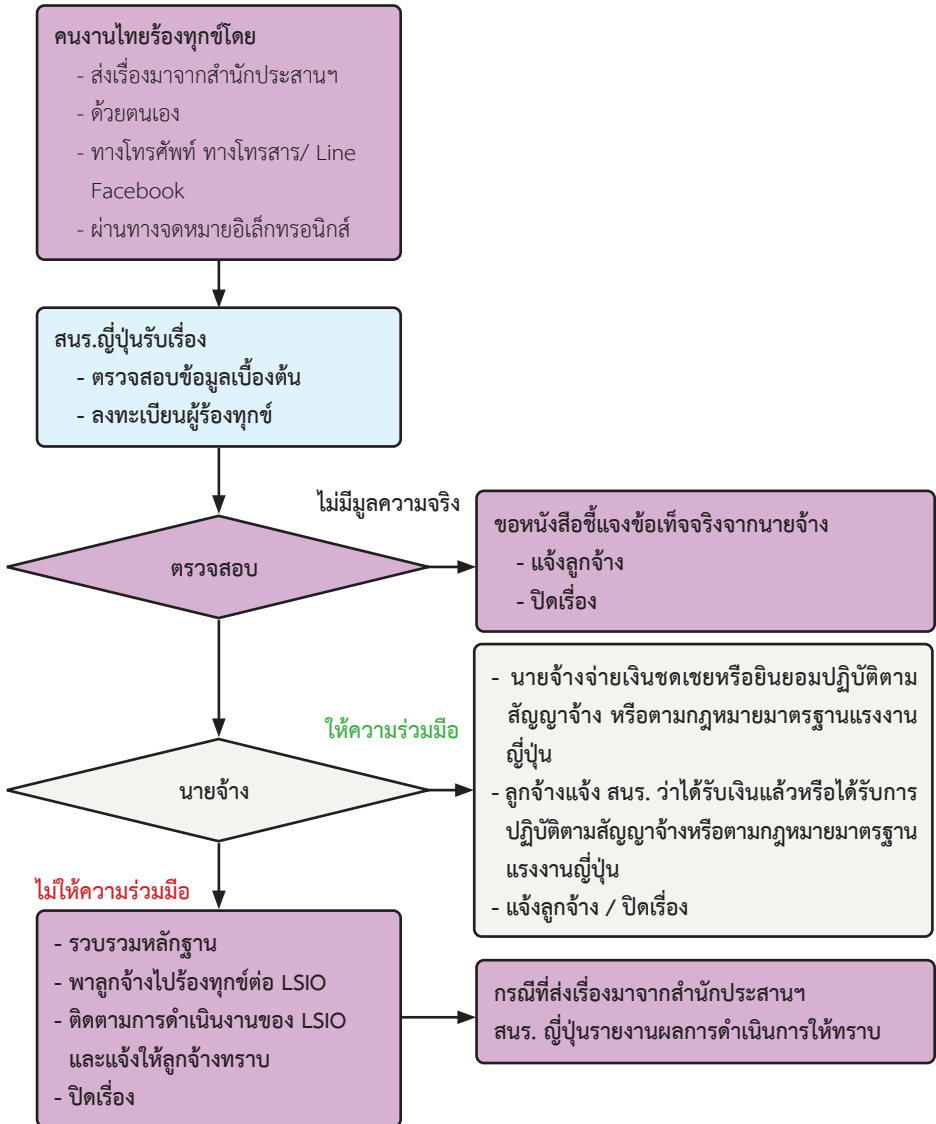 คนงานไทยร้องทุกข์โดย
- ส่งเรื่องมาจากสำนักประสานฯ
- ด้วยตนเอง
- ทางโทรศัพท์ ทางโทรสาร/ Line
Facebook
- ผ่านทางจดหมายอิเล็กทรอนิกส์
สนร.ญี่ปุ่นรับเรื่อง
- ตรวจสอบข้อมูลเบื้องต้น
- ลงทะเบียนผู้ร้องทุกข์
ตรวจสอบ
ไม่มีมูลความจริง
ขอหนังสือชี้แจงข้อเท็จจริงจากนายจ้าง
- แจ้งลูกจ้าง
- ปิดเรื่อง
นายจ้าง
ให้ความร่วมมือ
- นายจ้างจ่ายเงินชดเชยหรือยินยอมปฏิบัติตาม
สัญญาจ้าง หรือตามกฎหมายมาตรฐานแรงงาน
ญี่ปุ่น
- ลูกจ้างแจ้ง สนร. ว่าได้รับเงินแล้วหรือได้รับการ
ปฏิบัติตามสัญญาจ้างหรือตามกฎหมายมาตรฐาน
แรงงานญี่ปุ่น
- แจ้งลูกจ้าง / ปิดเรื่อง
ไม่ให้ความร่วมมือ
- รวบรวมหลักฐาน
- พาลูกจ้างไปร้องทุกข์ต่อ LSIO
- ติดตามการดำเนินงานของ LSIO
และแจ้งให้ลูกจ้างทราบ
- ปิดเรื่อง
กรณีที่ส่งเรื่องมาจากสำนักประสานฯ
สนร. ญี่ปุ่นรายงานผลการดำเนินการให้ทราบ